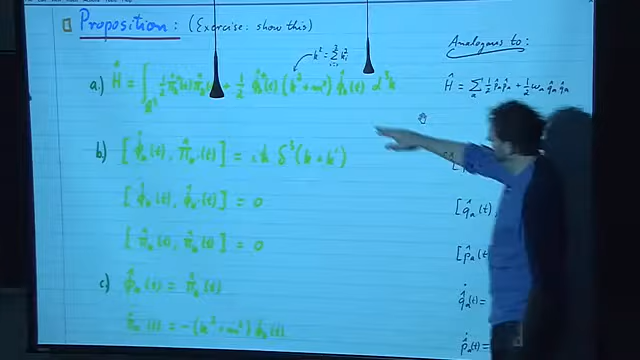 Proposition: (Exercise: show this)
k² = Σ kᵢ²
Analogous to:
a) Ĥ = ∫ ½ π̂ₖ†(t) π̂ₖ(t) + ½ φ̂ₖ†(t) (k² + m²) φ̂ₖ(t) d³k
Ĥ = Σₐ ½ p̂ₐ p̂ₐ + ½ ωₐ q̂ₐ q̂ₐ
b) [φ̂ₖ(t), π̂ₖ'(t)] = iħ δ³(k + k')
[φ̂ₖ(t), φ̂ₖ'(t)] = 0
[q̂ₐ(t),
[π̂ₖ(t), π̂ₖ'(t)] = 0
[p̂ₐ(t),
c) φ̂ₖ(t) = π̂ₖ(t)
q̂ₐ(t) =
π̂ₖ(t) = −(k² + m²) φ̂ₖ(t)
p̂ₐ(t) =